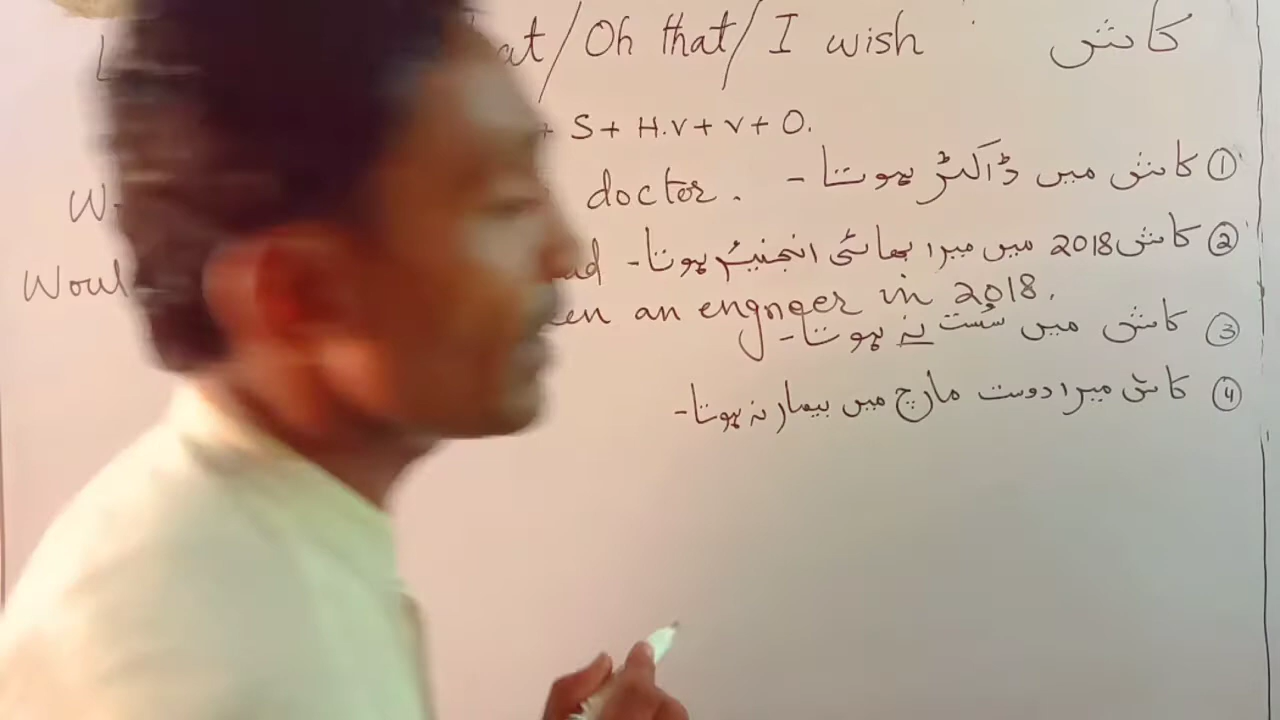 at/Oh that/I wish کاش
+ S+ H.V+ V+ O.
doctor. ① کاش میں ڈاکٹر ہوتا -
② کاش 2018 میں میرا بھائی انجنیئر ہوتا-
Woul en an engneer in 2018.
③ کاش میں سُست نہ ہوتا-
④ کاش میرا دوست مارچ میں بیمار نہ ہوتا-